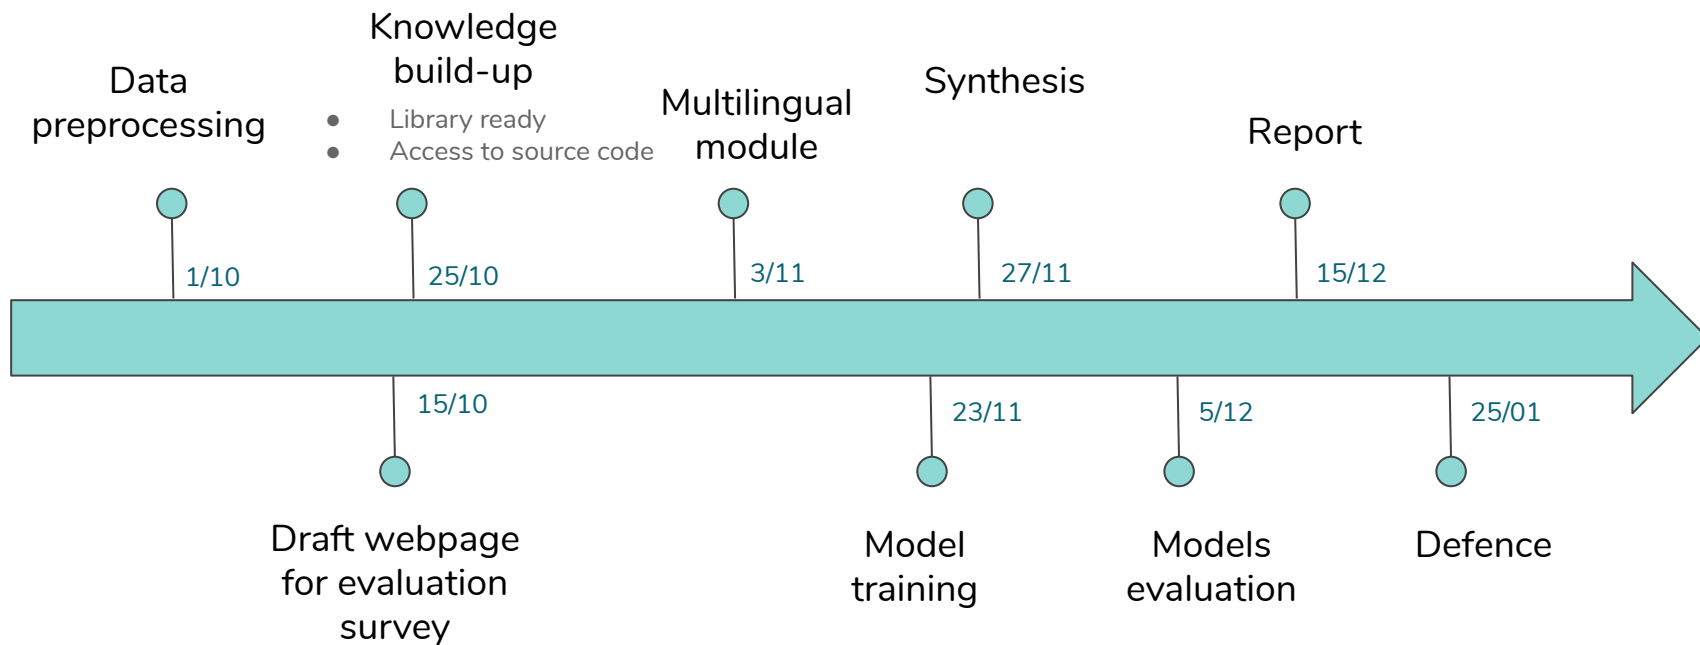 Data
preprocessing
1/10
Knowledge
build-up
● Library ready
● Access to source code
25/10
Multilingual
module
3/11
Synthesis
27/11
Report
15/12
15/10
Draft webpage
for evaluation
survey
23/11
Model
training
5/12
Models
evaluation
25/01
Defence